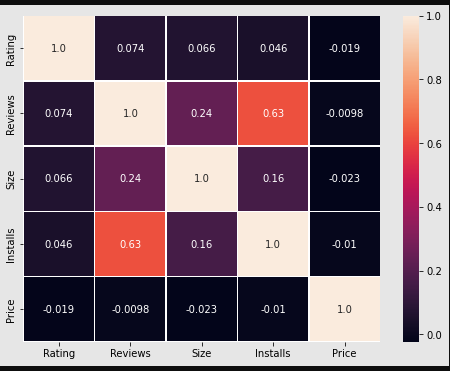 1.0
Rating 1.0 0.074 0.066 0.046 -0.019
0.8
Reviews 0.074 1.0 0.24 0.63 -0.0098
0.6
Size 0.066 0.24 1.0 0.16 -0.023
0.4
Installs 0.046 0.63 0.16 1.0 -0.01
0.2
Price -0.019 -0.0098 -0.023 -0.01 1.0
0.0
Rating Reviews Size Installs Price